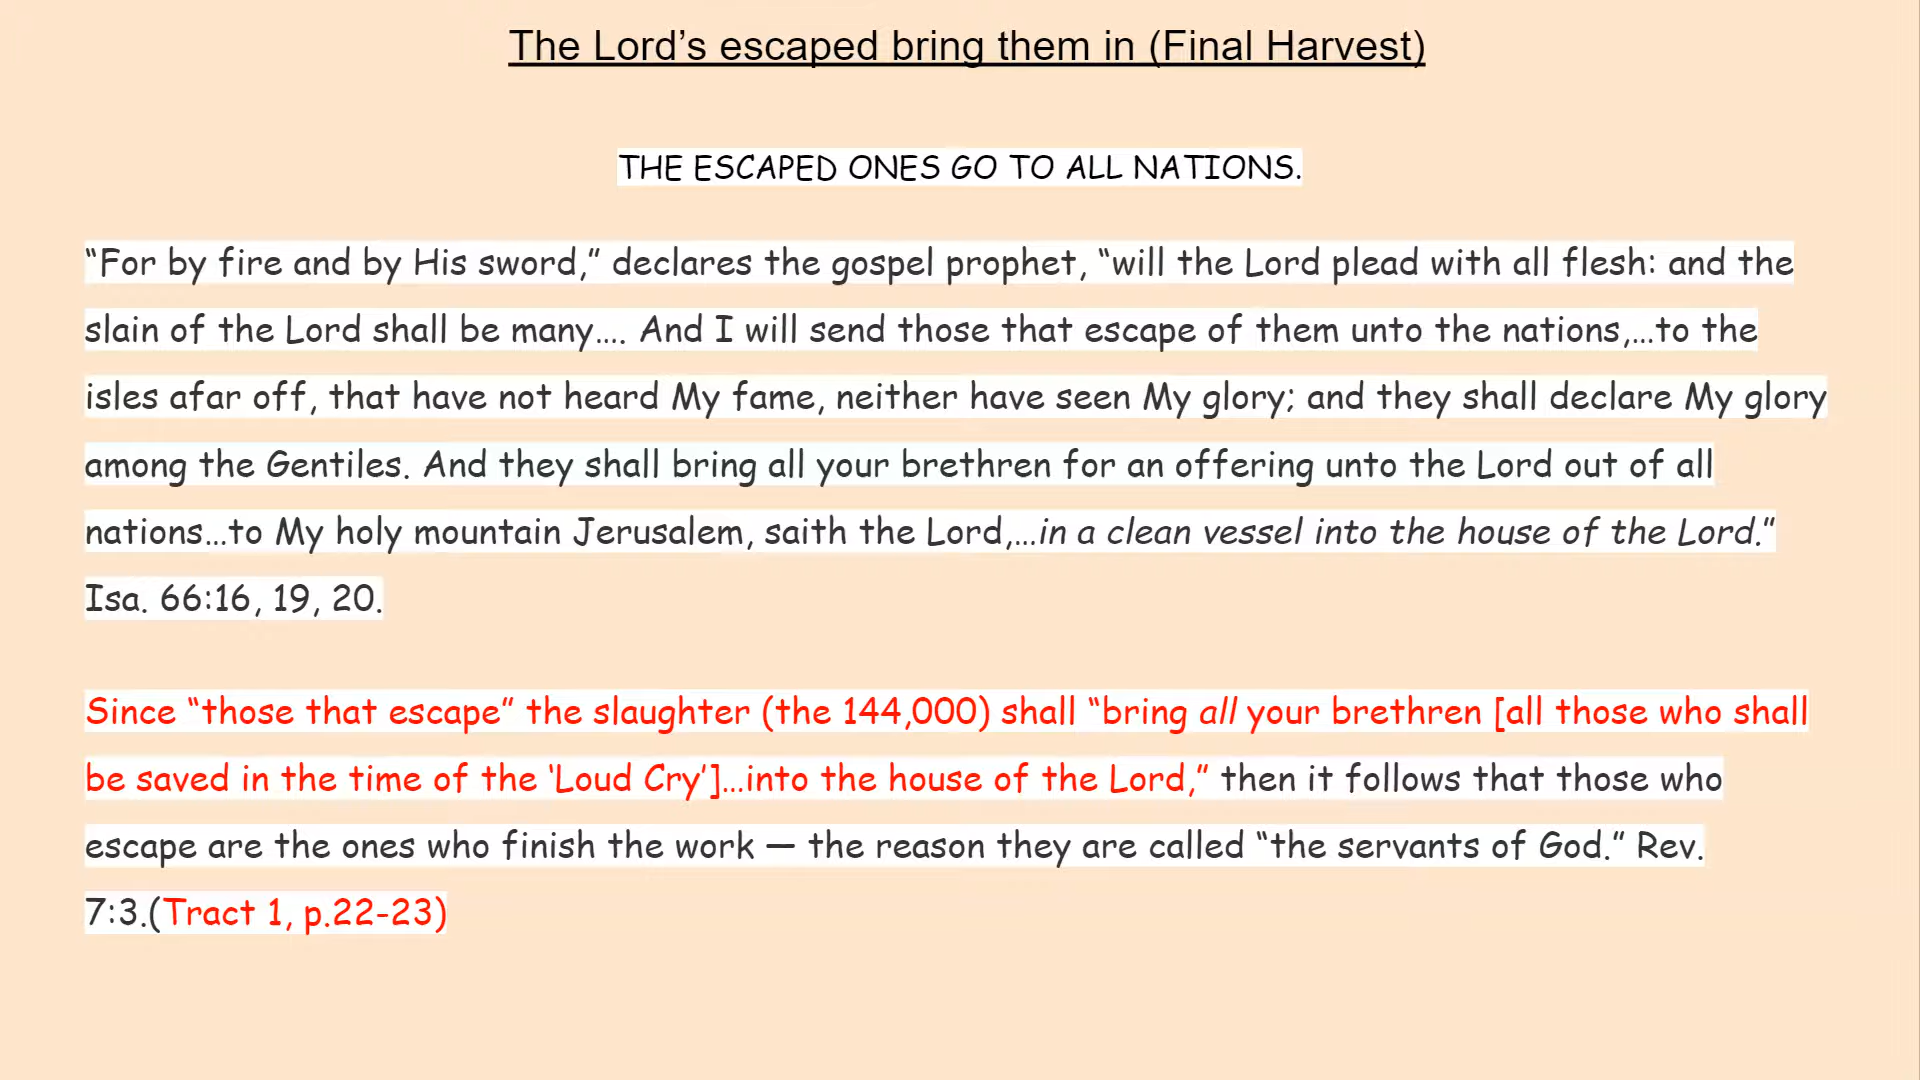 The Lord’s escaped bring them in (Final Harvest)
THE ESCAPED ONES GO TO ALL NATIONS.
“For by fire and by His sword,” declares the gospel prophet, “will the Lord plead with all flesh: and the
slain of the Lord shall be many.... And I will send those that escape of them unto the nations,...to the
isles afar off, that have not heard My fame, neither have seen My glory; and they shall declare My glory
among the Gentiles. And they shall bring all your brethren for an offering unto the Lord out of all
nations...to My holy mountain Jerusalem, saith the Lord,...in a clean vessel into the house of the Lord.”
Isa. 66:16, 19, 20.
Since “those that escape” the slaughter (the 144,000) shall “bring all your brethren [all those who shall
be saved in the time of the ‘Loud Cry’]...into the house of the Lord,” then it follows that those who
escape are the ones who finish the work — the reason they are called “the servants of God.” Rev.
7:3.(Tract 1, p.22-23)